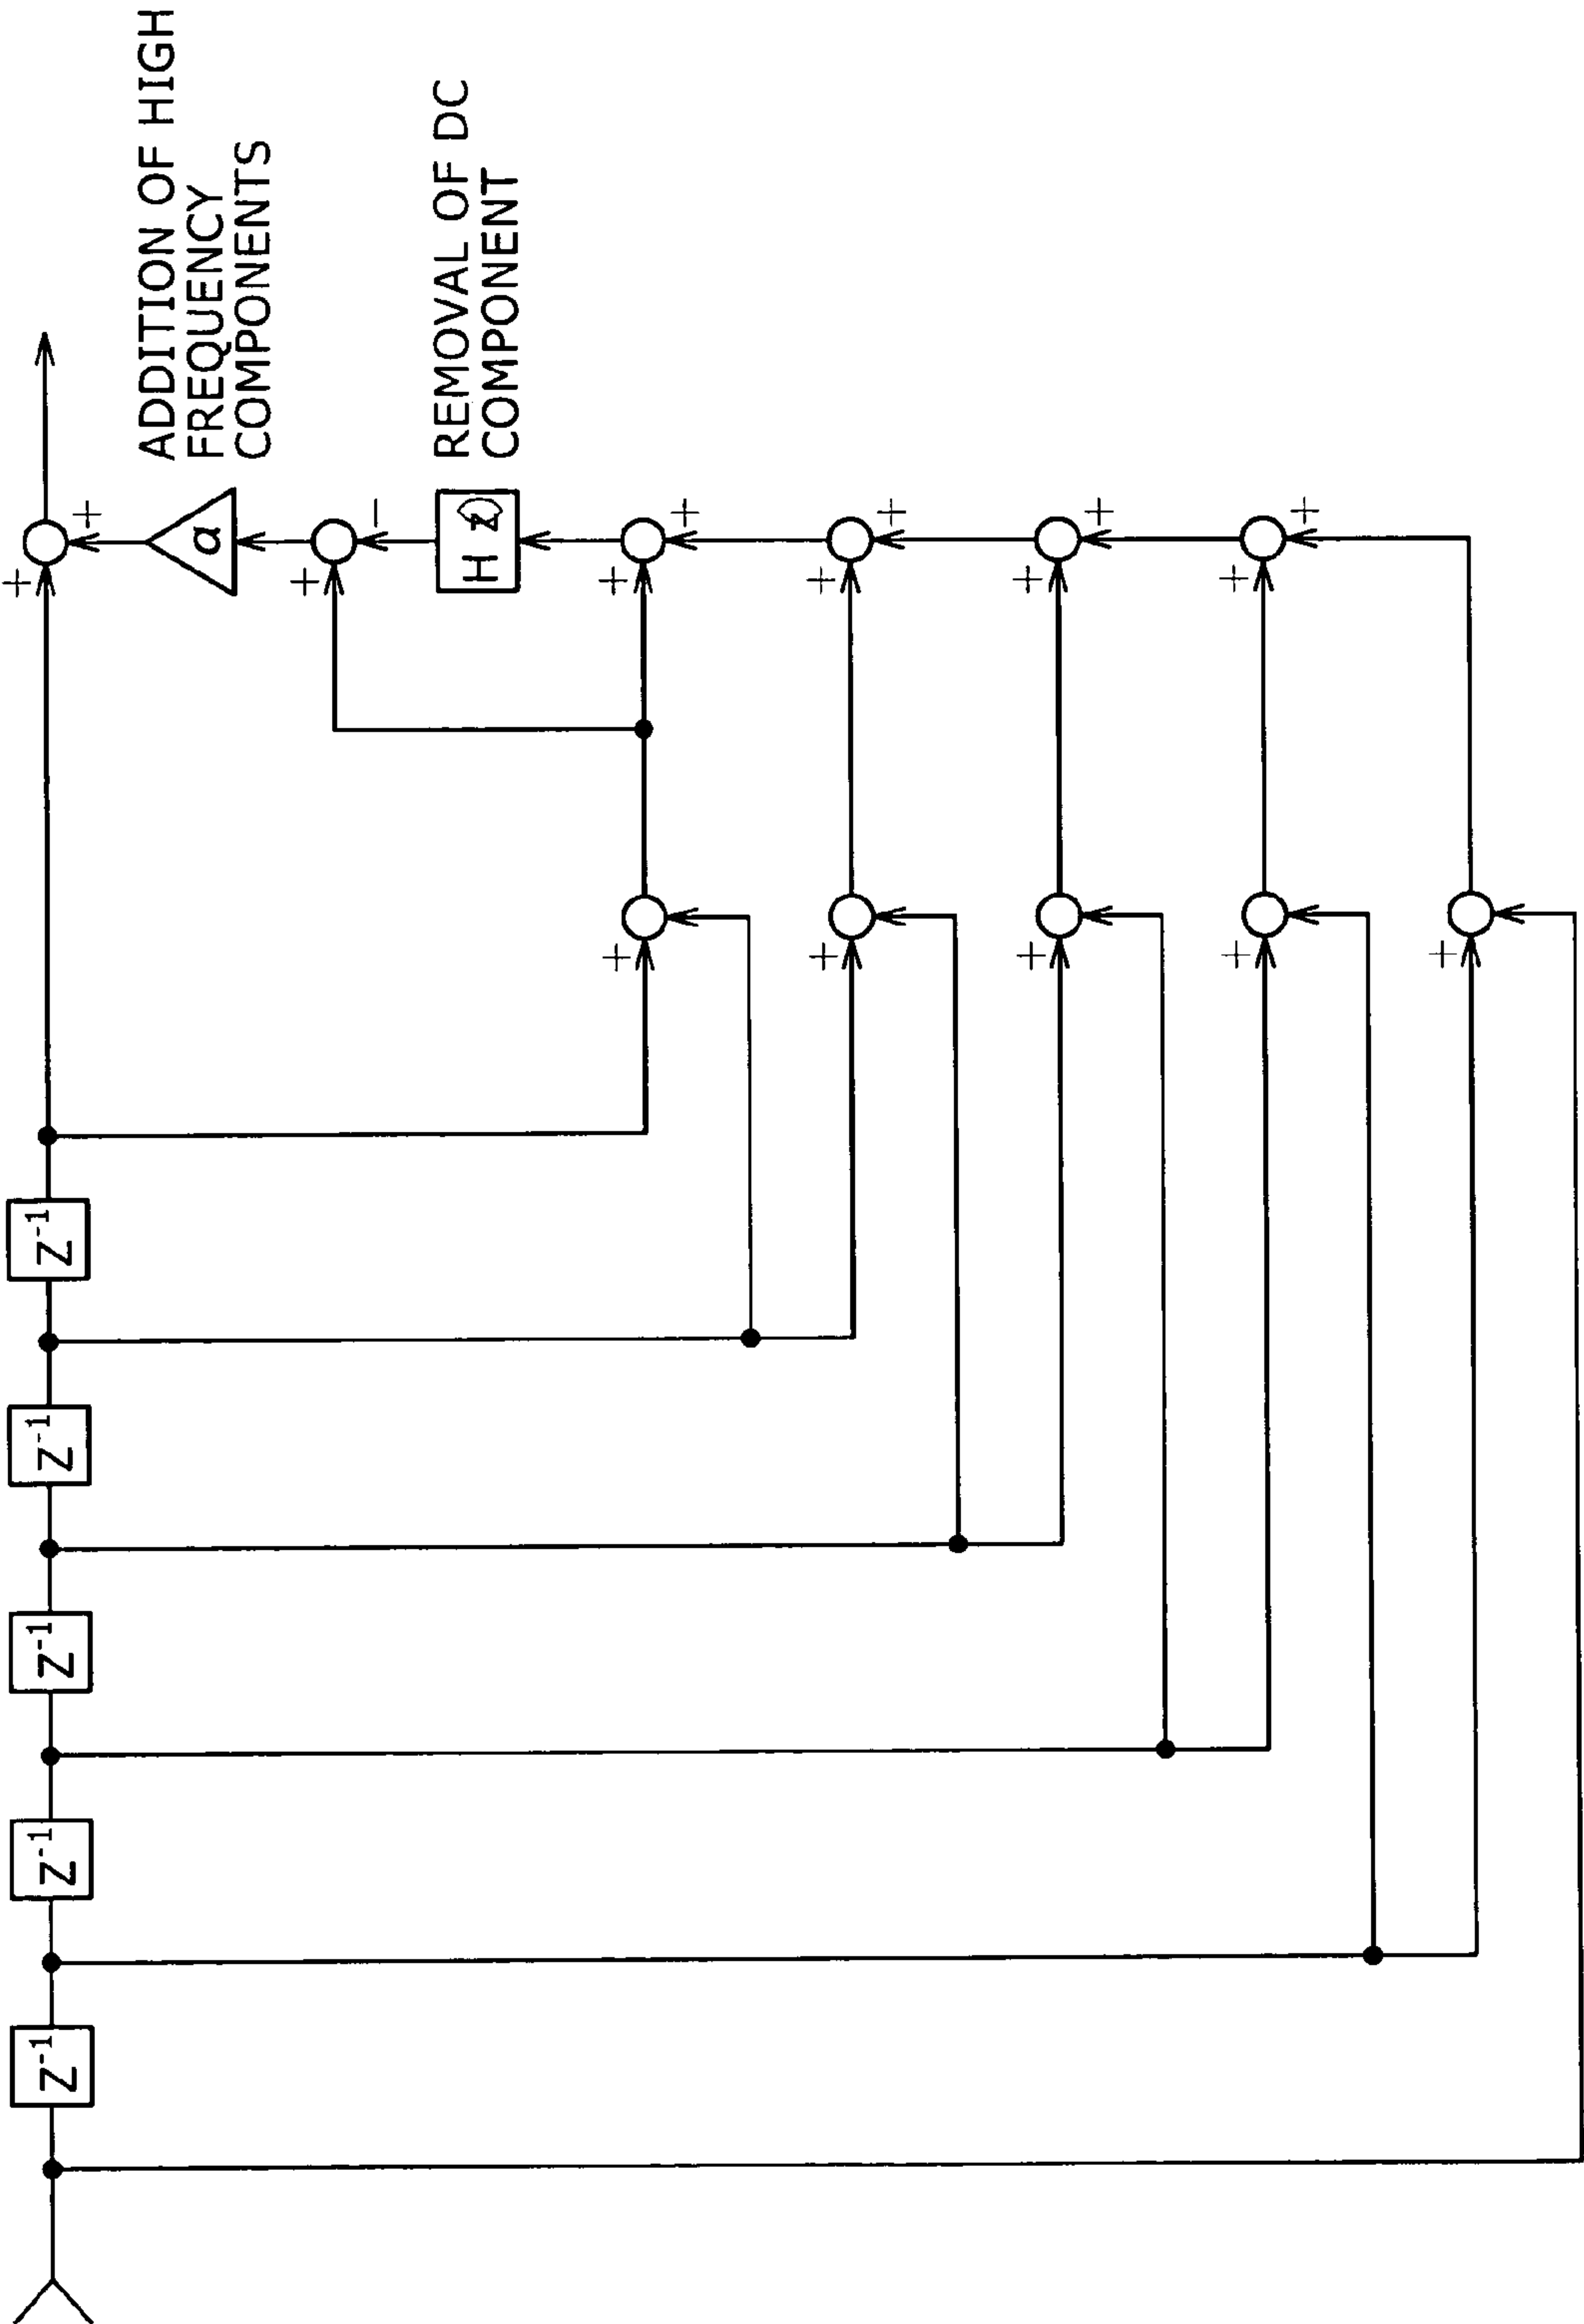 Z-1
Z-1
Z-1
Z-1
Z-1
+
+
ADDITION OF HIGH
FREQUENCY
COMPONENTS
α
+
−
H
REMOVAL OF DC
COMPONENT
+
+
+
+
+
+
+
+
+
+
+
+
+